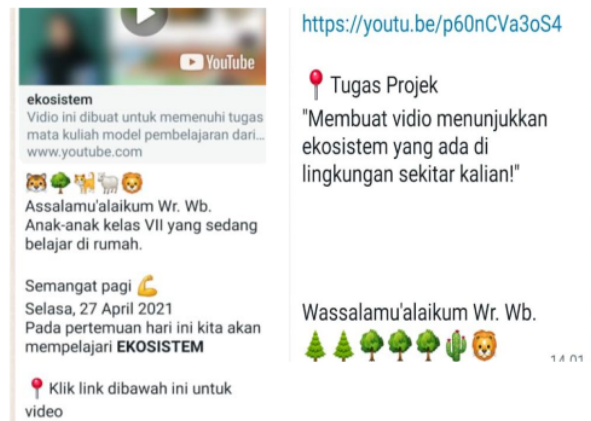 YouTube
ekosistem
Vidio ini dibuat untuk memenuhi tugas
mata kuliah model pembelajaran dari...
www.youtube.com
Assalamu'alaikum Wr. Wb.
Anak-anak kelas VII yang sedang
belajar di rumah.
Semangat pagi
Selasa, 27 April 2021
Pada pertemuan hari ini kita akan
mempelajari EKOSISTEM
Klik link dibawah ini untuk
video
https://youtu.be/p60nCVa3oS4
Tugas Projek
"Membuat vidio menunjukkan
ekosistem yang ada di
lingkungan sekitar kalian!"
Wassalamu'alaikum Wr. Wb.
14.01